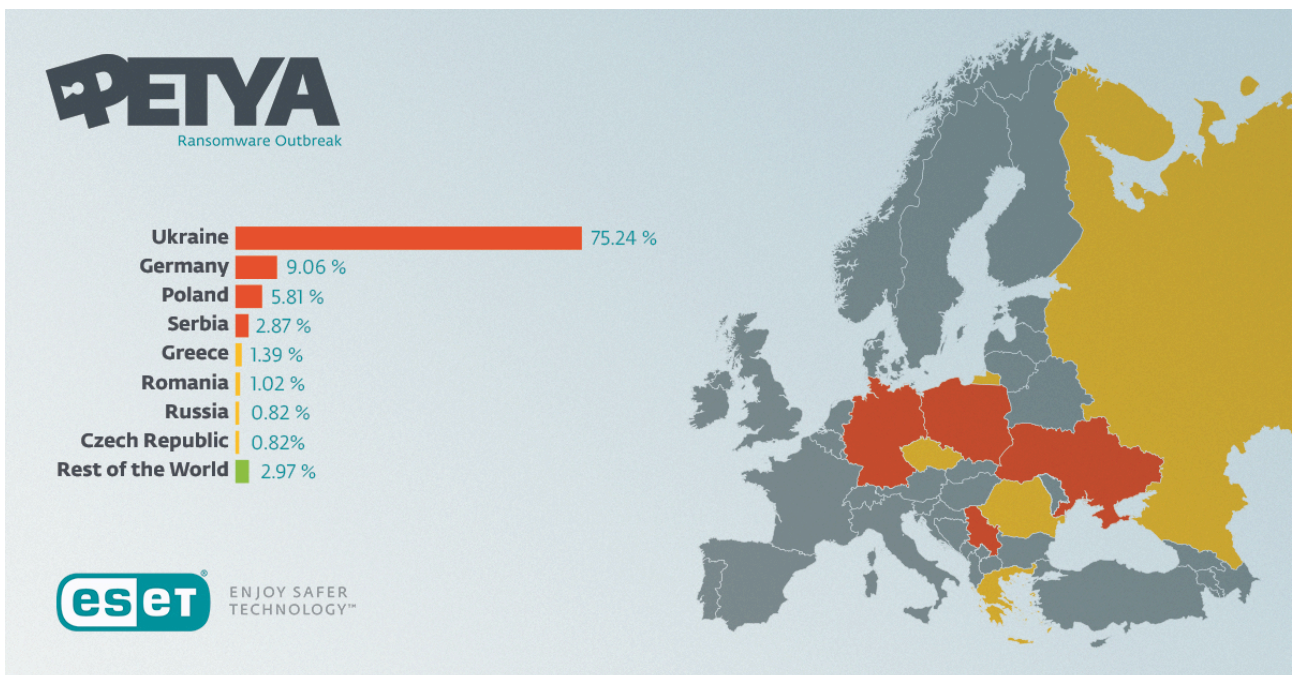 PETYA
Ransomware Outbreak
Ukraine 75.24 %
Germany 9.06 %
Poland 5.81 %
Serbia 2.87 %
Greece 1.39 %
Romania 1.02 %
Russia 0.82 %
Czech Republic 0.82%
Rest of the World 2.97 %
eset®
ENJOY SAFER
TECHNOLOGY™